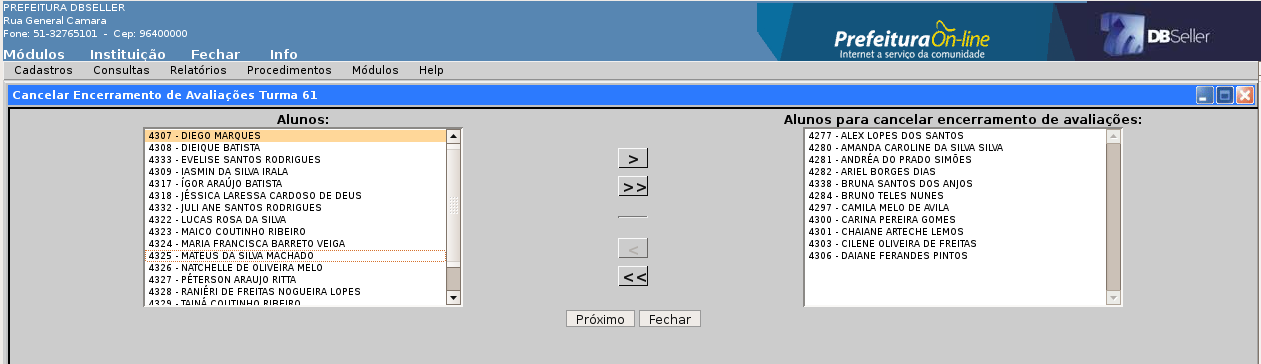 PREFEITURA DBSELLER
Rua General Camara
Fone: 51-32765101 - Cep: 96400000
Prefeitura On-line
Internet a serviço da comunidade
DBSeller
Módulos Instituição Fechar Info
Cadastros Consultas Relatórios Procedimentos Módulos Help
Cancelar Encerramento de Avaliações Turma 61
Alunos:
4307 - DIEGO MARQUES
4308 - DIEIQUE BATISTA
4333 - EVELISE SANTOS RODRIGUES
4309 - IASMIN DA SILVA IRALA
4317 - ÍGOR ARAÚJO BATISTA
4318 - JÉSSICA LARESSA CARDOSO DE DEUS
4332 - JULI ANE SANTOS RODRIGUES
4322 - LUCAS ROSA DA SILVA
4323 - MAICO COUTINHO RIBEIRO
4324 - MARIA FRANCISCA BARRETO VEIGA
4325 - MATEUS DA SILVA MACHADO
4326 - NATCHELLE DE OLIVEIRA MELO
4327 - PÉTERSON ARAUJO RITTA
4328 - RANIÉRI DE FREITAS NOGUEIRA LOPES
4329 - TAINÁ COUTINHO RIBEIRO
>
>>
<
<<
Alunos para cancelar encerramento de avaliações:
4277 - ALEX LOPES DOS SANTOS
4280 - AMANDA CAROLINE DA SILVA SILVA
4281 - ANDRÉA DO PRADO SIMÕES
4282 - ARIEL BORGES DIAS
4338 - BRUNA SANTOS DOS ANJOS
4284 - BRUNO TELES NUNES
4297 - CAMILA MELO DE AVILA
4300 - CARINA PEREIRA GOMES
4301 - CHAIANE ARTECHE LEMOS
4303 - CILENE OLIVEIRA DE FREITAS
4306 - DAIANE FERANDES PINTOS
Próximo Fechar